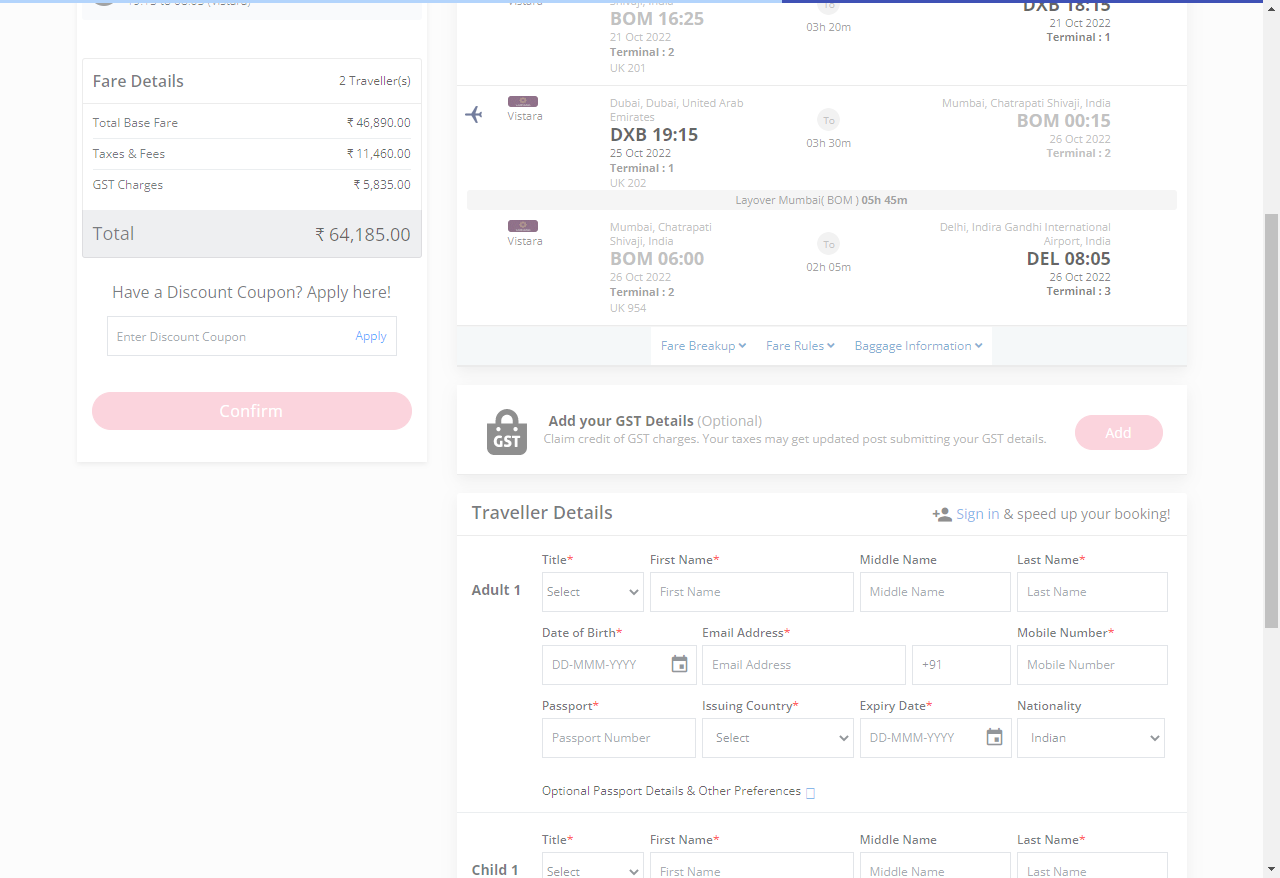 Fare Details
2 Traveller(s)
Total Base Fare
₹ 46,890.00
Taxes & Fees
₹ 11,460.00
GST Charges
₹ 5,835.00
Total
₹ 64,185.00
Have a Discount Coupon? Apply here!
Enter Discount Coupon
Apply
Confirm
BOM 16:25
21 Oct 2022
Terminal : 2
UK 201
To
03h 20m
DXB 18:15
21 Oct 2022
Terminal : 1
Vistara
Dubai, Dubai, United Arab
Emirates
DXB 19:15
25 Oct 2022
Terminal : 1
UK 202
To
03h 30m
Mumbai, Chatrapati Shivaji, India
BOM 00:15
26 Oct 2022
Terminal : 2
Layover Mumbai( BOM ) 05h 45m
Vistara
Mumbai, Chatrapati
Shivaji, India
BOM 06:00
26 Oct 2022
Terminal : 2
UK 954
To
02h 05m
Delhi, Indira Gandhi International
Airport, India
DEL 08:05
26 Oct 2022
Terminal : 3
Fare Breakup
Fare Rules
Baggage Information
GST
Add your GST Details (Optional)
Claim credit of GST charges. Your taxes may get updated post submitting your GST details.
Add
Traveller Details
Sign in & speed up your booking!
Adult 1
Title*
First Name*
Middle Name
Last Name*
Select
First Name
Middle Name
Last Name
Date of Birth*
Email Address*
Mobile Number*
DD-MMM-YYYY
Email Address
+91
Mobile Number
Passport*
Issuing Country*
Expiry Date*
Nationality
Passport Number
Select
DD-MMM-YYYY
Indian
Optional Passport Details & Other Preferences
Child 1
Title*
First Name*
Middle Name
Last Name*
Select
First Name
Middle Name
Last Name